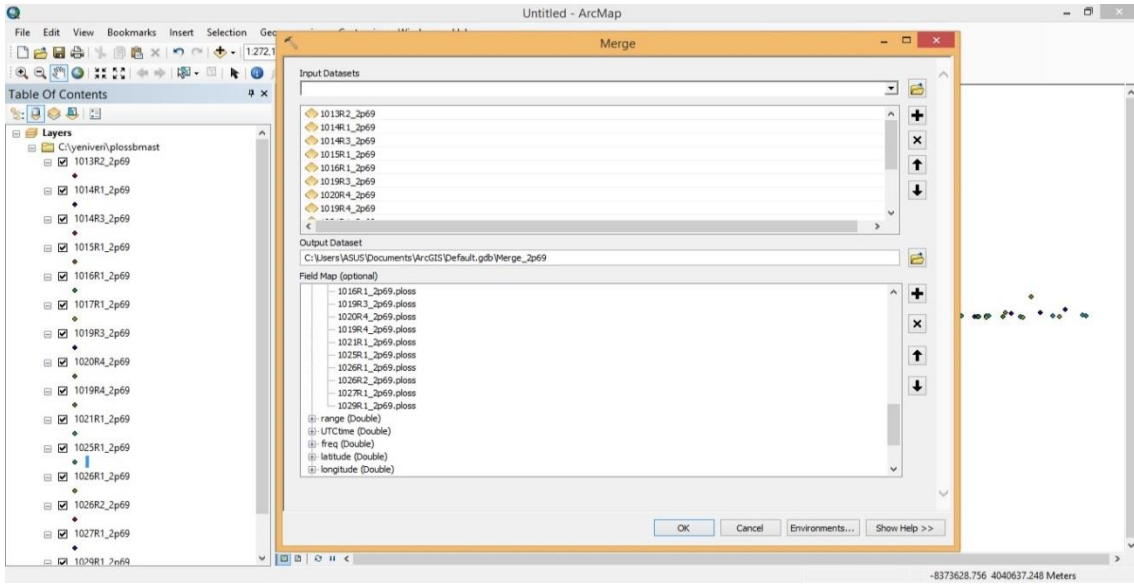 Untitled - ArcMap
File Edit View Bookmarks Insert Selection
1:272,1
Merge
Table Of Contents
Layers
C:\yeniveri\plossbmast
1013R2_2p69
1014R1_2p69
1014R3_2p69
1015R1_2p69
1016R1_2p69
1017R1_2p69
1019R3_2p69
1020R4_2p69
1019R4_2p69
1021R1_2p69
1025R1_2p69
1026R1_2p69
1026R2_2p69
1027R1_2p69
1029R1_2p69
Input Datasets
1013R2_2p69
1014R1_2p69
1014R3_2p69
1015R1_2p69
1016R1_2p69
1019R3_2p69
1020R4_2p69
1019R4_2p69
Output Dataset
C:\Users\ASUS\Documents\ArcGIS\Default.gdb\Merge_2p69
Field Map (optional)
1016R1_2p69.ploss
1019R3_2p69.ploss
1020R4_2p69.ploss
1019R4_2p69.ploss
1021R1_2p69.ploss
1025R1_2p69.ploss
1026R1_2p69.ploss
1026R2_2p69.ploss
1027R1_2p69.ploss
1029R1_2p69.ploss
range (Double)
UTCtime (Double)
freq (Double)
latitude (Double)
longitude (Double)
OK Cancel Environments... Show Help >>
-8373628.756 4040637.248 Meters